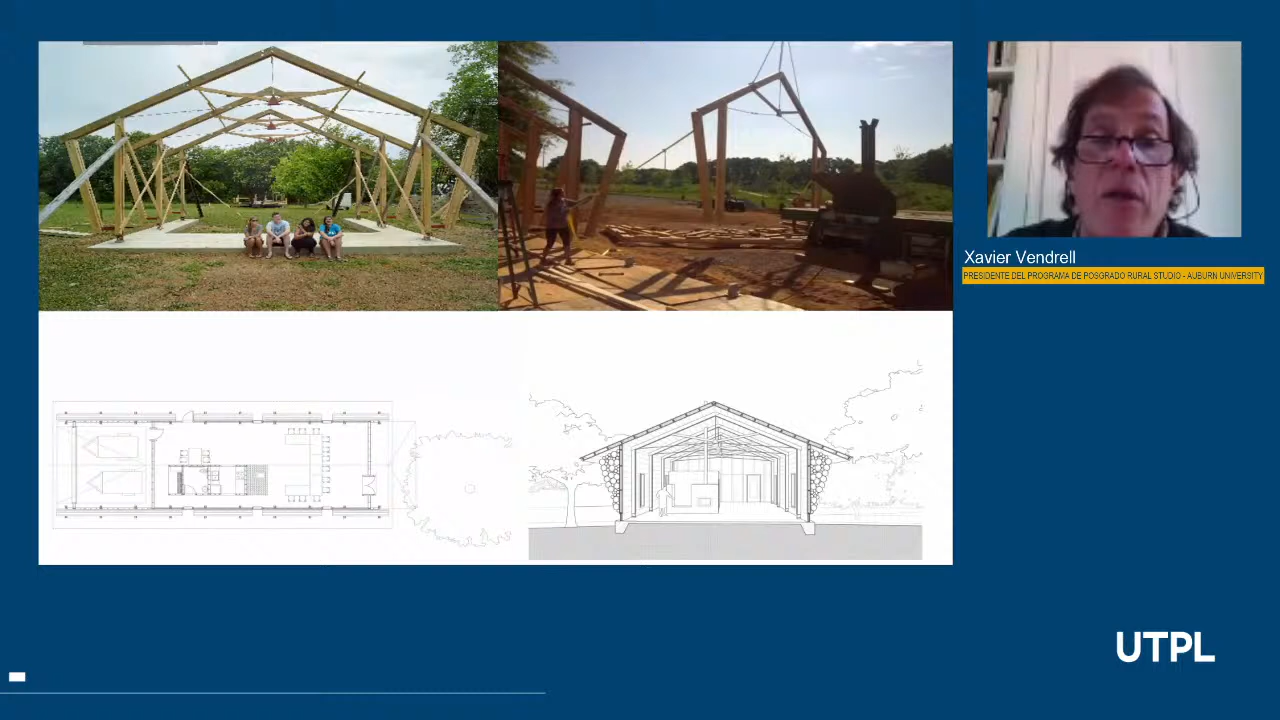 Xavier Vendrell
PRESIDENTE DEL PROGRAMA DE POSGRADO RURAL STUDIO - AUBURN UNIVERSITY
UTPL